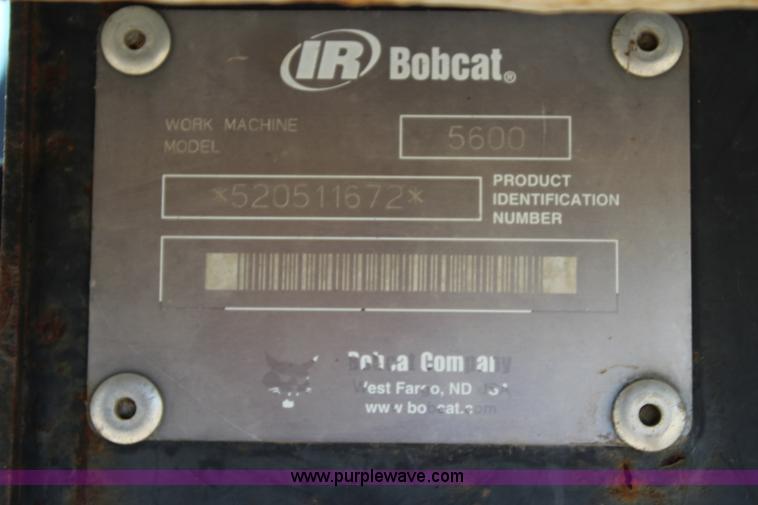 IR Bobcat®
WORK MACHINE
MODEL
5600
*520511672*
PRODUCT
IDENTIFICATION
NUMBER
Bobcat Company
West Fargo, ND USA
www.bobcat.com
www.purplewave.com